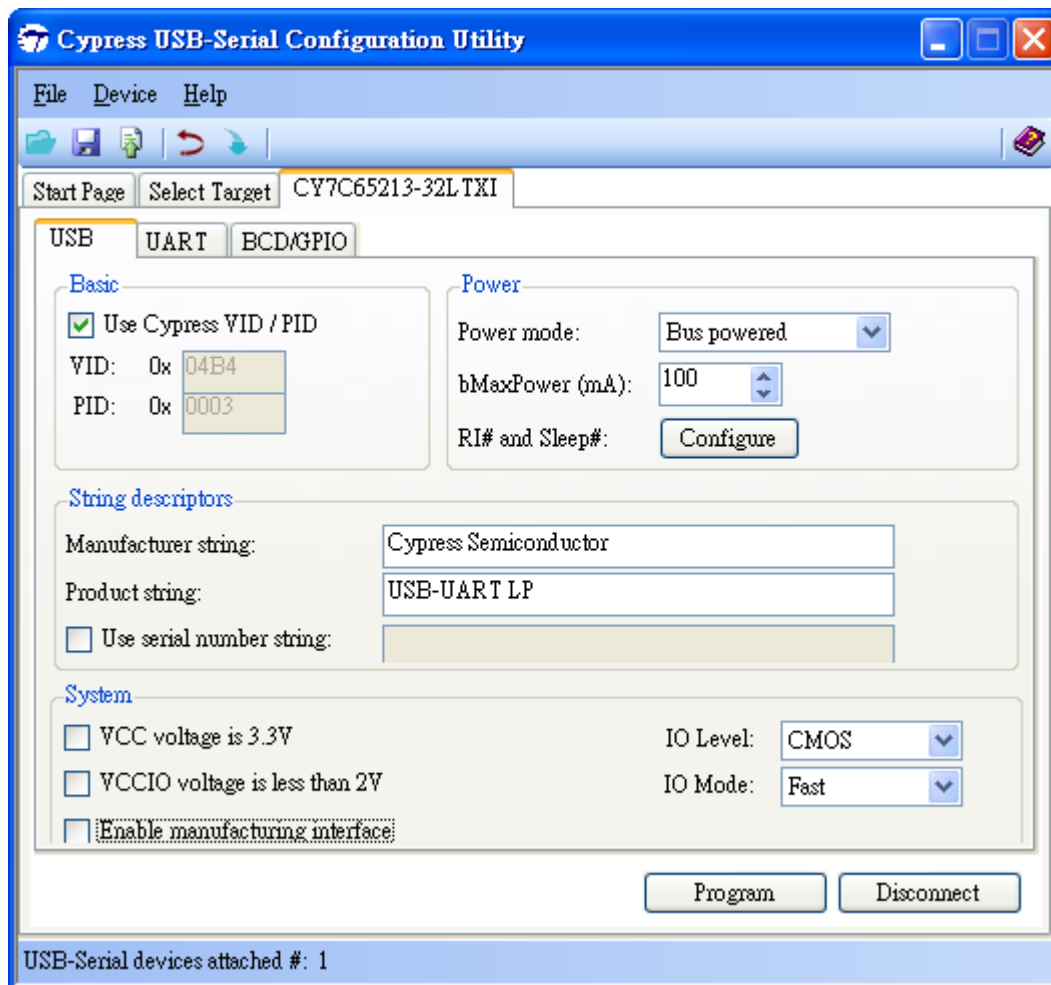 Cypress USB-Serial Configuration Utility
File Device Help
Start Page Select Target CY7C65213-32LTXI
USB UART BCD/GPIO
Basic
Use Cypress VID / PID
VID: 0x 04B4
PID: 0x 0003
Power
Power mode: Bus powered
bMaxPower (mA): 100
RI# and Sleep#: Configure
String descriptors
Manufacturer string: Cypress Semiconductor
Product string: USB-UART LP
Use serial number string:
System
VCC voltage is 3.3V IO Level: CMOS
VCCIO voltage is less than 2V IO Mode: Fast
Enable manufacturing interface
Program Disconnect
USB-Serial devices attached #: 1